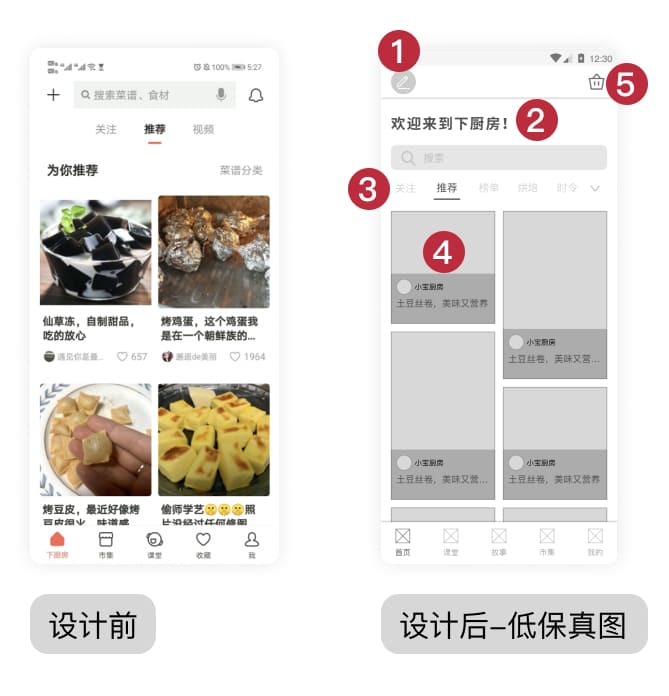 100% 5:27
搜索菜谱、食材
关注 推荐 视频
为你推荐 菜谱分类
仙草冻，自制甜品，
吃的放心
遇见你是最... 657
烤鸡蛋，这个鸡蛋我
是在一个朝鲜族的...
邂逅de美丽 1964
烤豆皮，最近好像烤
豆皮很火，味道感
偷师学艺🤫🤫🤫照
片没经过任何修图
下厨房 市集 课堂 收藏 我
设计前
1
12:30
5
欢迎来到下厨房！
2
搜索
3
关注 推荐 榜单 烘培 时令
4
小宝厨房
土豆丝卷，美味又营养
小宝厨房
土豆丝卷，美味又营...
小宝厨房
土豆丝卷，美味又营...
小宝厨房
土豆丝卷，美味又营养
首页 课堂 故事 市集 我的
设计后-低保真图